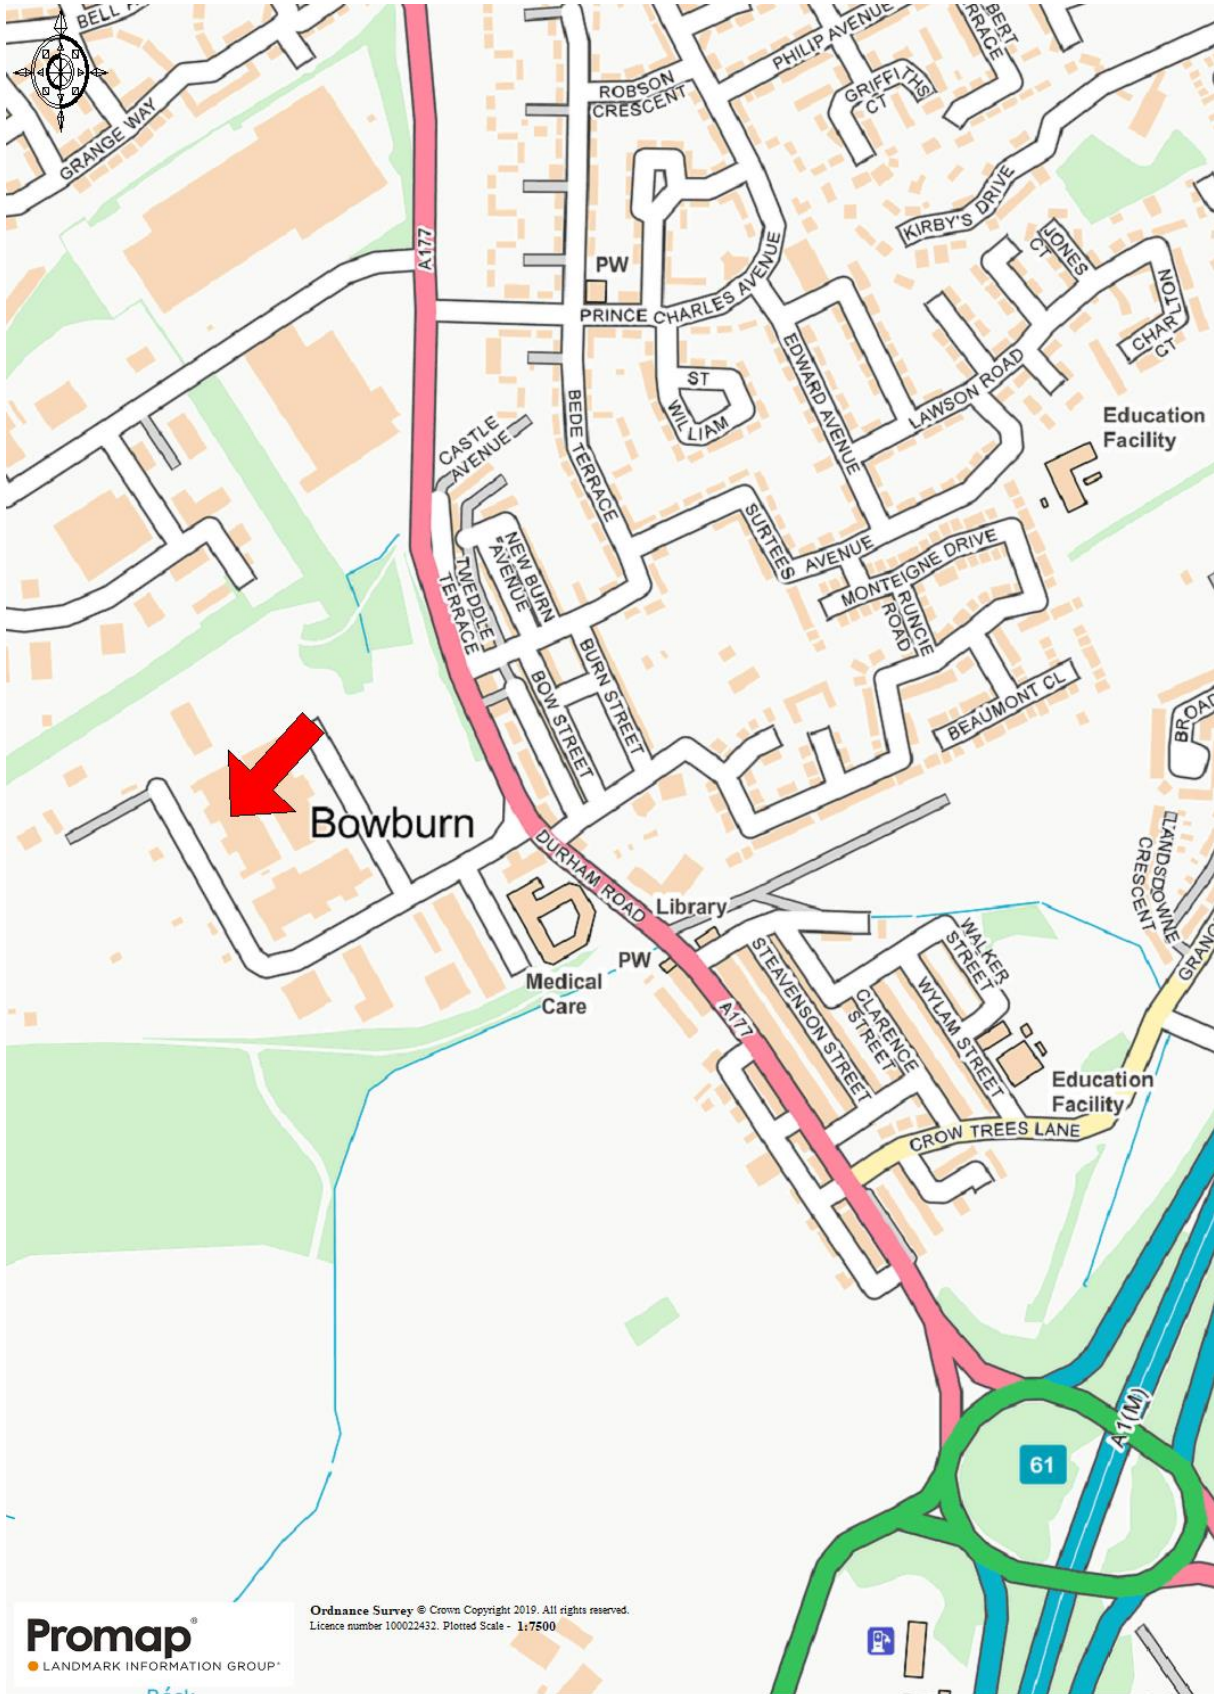 BELL
GRANGE WAY
A177
ROBSON
CRESCENT
PHILIP AVENUE
GRIFFITHS
CT
KIRBY'S DRIVE
JONES
CT
CHARLTON
CT
PW
PRINCE CHARLES AVENUE
EDWARD AVENUE
LAWSON ROAD
ST
WILLIAM
BEDE TERRACE
CASTLE
AVENUE
Education
Facility
SURTEES
AVENUE
MONTEIGNE DRIVE
RUNCIE
ROAD
BEAUMONT CL
NEW BURN
AVENUE
TWEDDLE
TERRACE
BOW STREET
BURN STREET
BROAD
Bowburn
DURHAM ROAD
Library
PW
Medical
Care
LANDSDOWNE
CRESCENT
WALKER
STREET
STEAVENSON STREET
CLARENCE
STREET
WYLAM STREET
A177
Education
Facility
CROW TREES LANE
A1(M)
61
Promap®
LANDMARK INFORMATION GROUP
Ordnance Survey © Crown Copyright 2019. All rights reserved.
Licence number 100022432. Plotted Scale - 1:7500